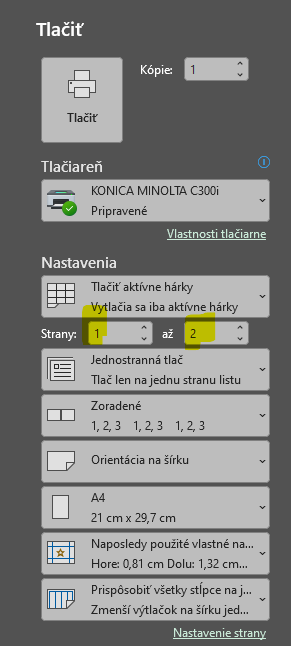 Tlačiť
Kópie: 1
Tlačiť
Tlačiareň
KONICA MINOLTA C300i
Pripravené
Vlastnosti tlačiarne
Nastavenia
Tlačiť aktívne hárky
Vytlačia sa iba aktívne hárky
Strany: 1 až 2
Jednostranná tlač
Tlač len na jednu stranu listu
Zoradené
1, 2, 3 1, 2, 3 1, 2, 3
Orientácia na šírku
A4
21 cm x 29,7 cm
Naposledy použité vlastné na...
Hore: 0,81 cm Dolu: 1,32 cm...
Prispôsobiť všetky stĺpce na j...
Zmenší výtlačok na šírku jed...
Nastavenie strany